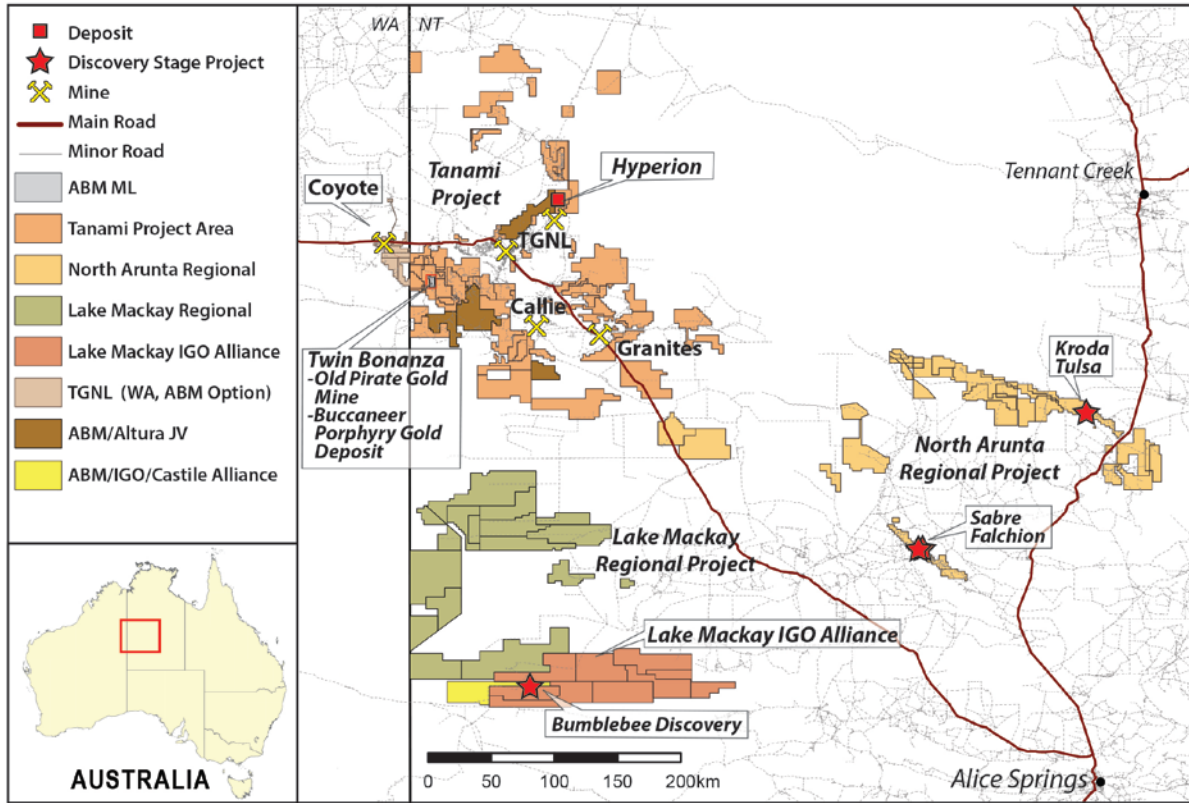 Deposit
Discovery Stage Project
Mine
Main Road
Minor Road
ABM ML
Tanami Project Area
North Arunta Regional
Lake Mackay Regional
Lake Mackay IGO Alliance
TGNL (WA, ABM Option)
ABM/Altura JV
ABM/IGO/Castile Alliance
AUSTRALIA
WA
NT
Tanami
Project
Hyperion
Coyote
TGNL
Tennant Creek
Callie
Granites
Twin Bonanza
-Old Pirate Gold
Mine
-Buccaneer
Porphyry Gold
Deposit
Kroda
Tulsa
North Arunta
Regional Project
Sabre
Falchion
Lake Mackay
Regional Project
Lake Mackay IGO Alliance
Bumblebee Discovery
0 50 100 150 200km
Alice Springs